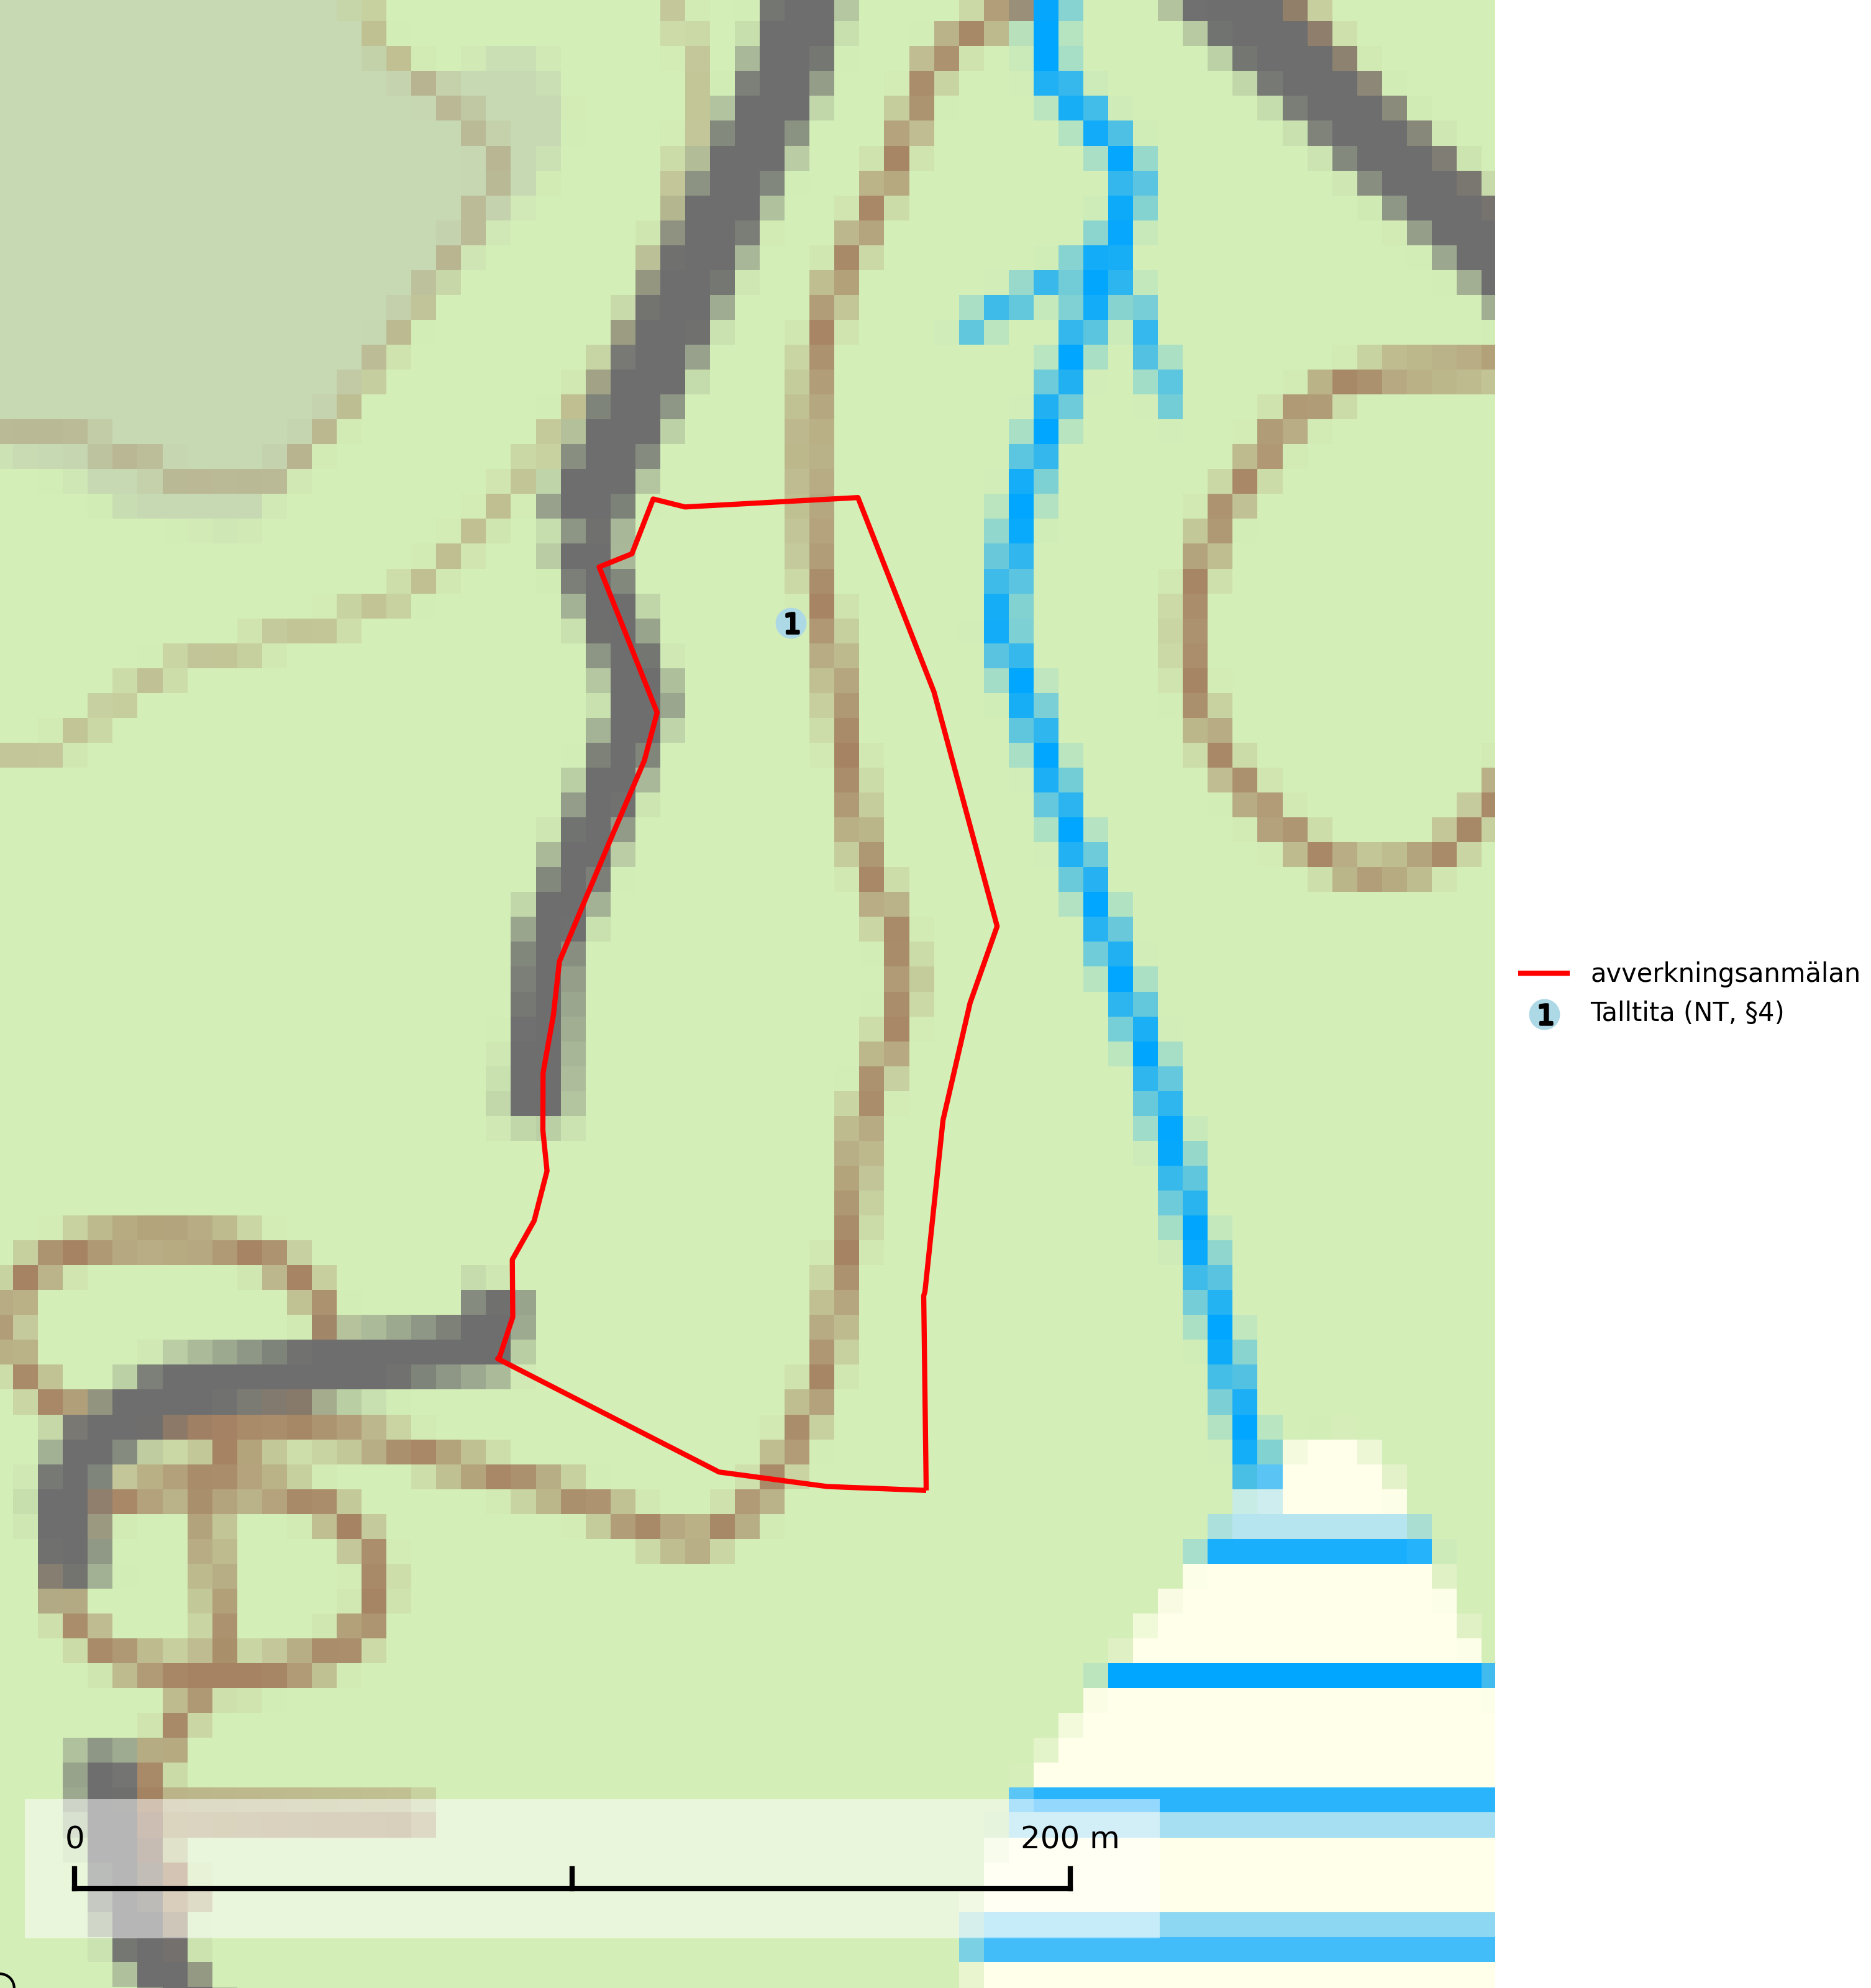 1
avverkningsanmälan
1 Talltita (NT, §4)
0 200 m